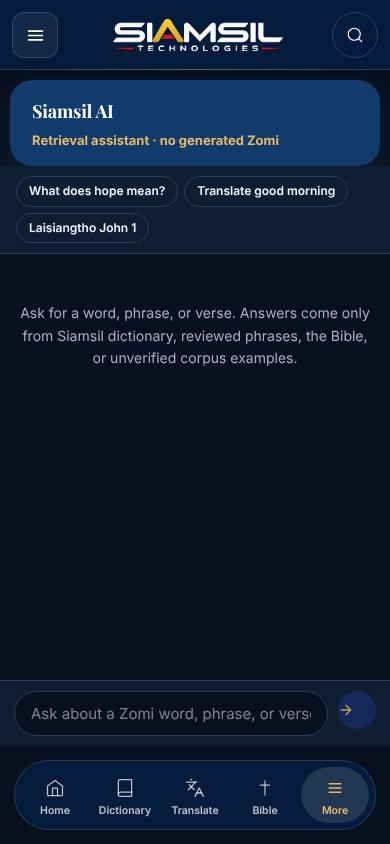 SIAMSIL
TECHNOLOGIES
Siamsil AI
Retrieval assistant · no generated Zomi
What does hope mean?
Translate good morning
Laisiangtho John 1
Ask for a word, phrase, or verse. Answers come only
from Siamsil dictionary, reviewed phrases, the Bible,
or unverified corpus examples.
Ask about a Zomi word, phrase, or vers
Home
Dictionary
Translate
Bible
More